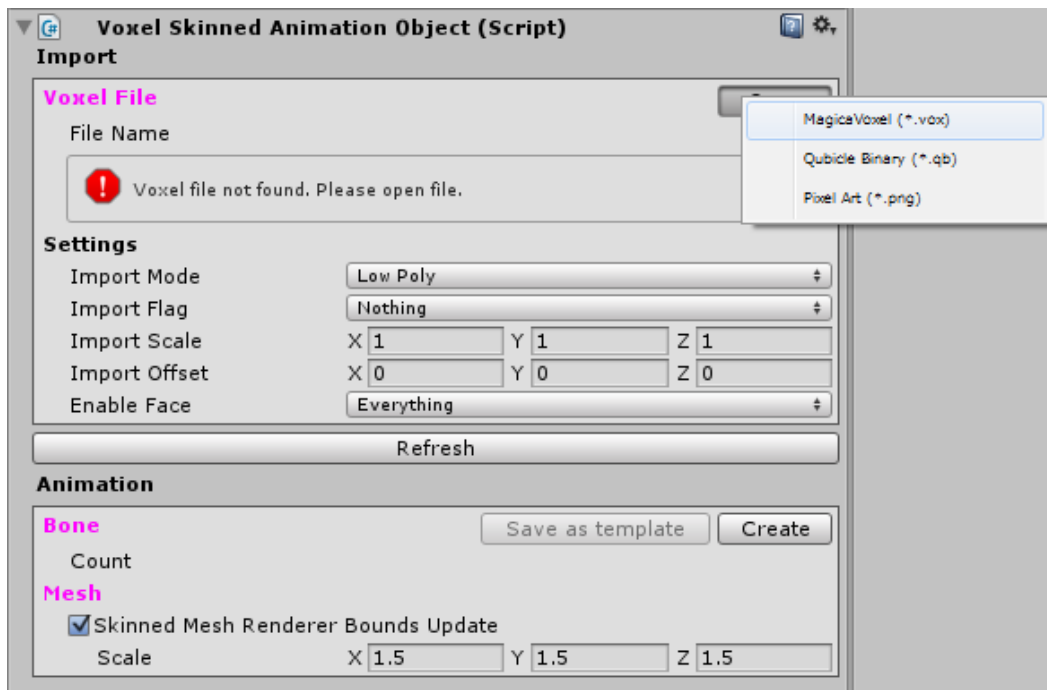 Voxel Skinned Animation Object (Script)
Import
Voxel File
MagicaVoxel (*.vox)
File Name
Qubicle Binary (*.qb)
Voxel file not found. Please open file.
Pixel Art (*.png)
Settings
Import Mode Low Poly
Import Flag Nothing
Import Scale X 1 Y 1 Z 1
Import Offset X 0 Y 0 Z 0
Enable Face Everything
Refresh
Animation
Bone Save as template Create
Count
Mesh
Skinned Mesh Renderer Bounds Update
Scale X 1.5 Y 1.5 Z 1.5